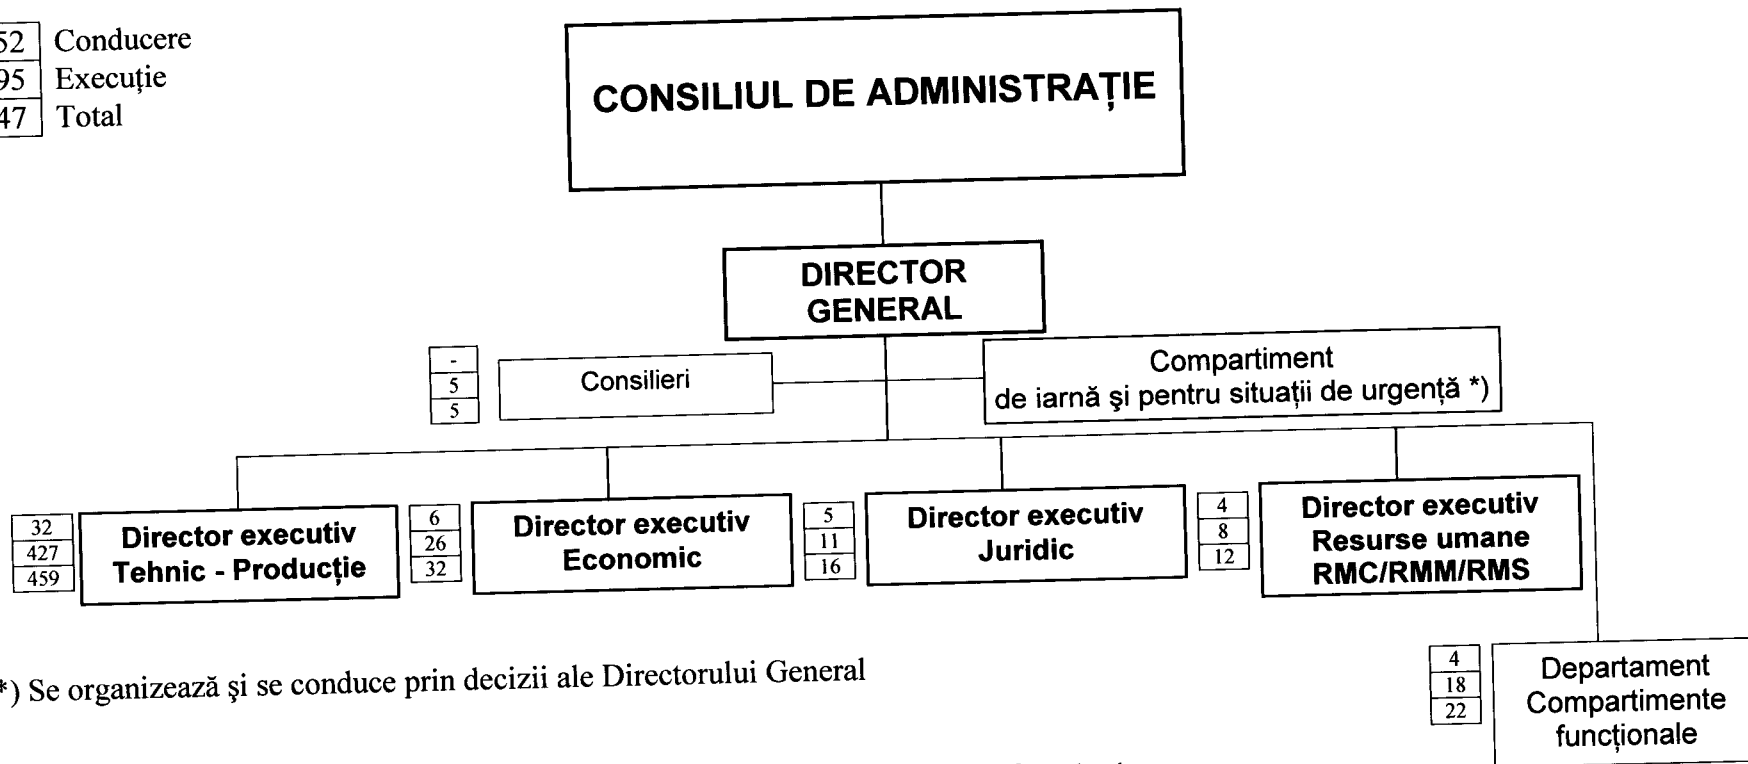 52 Conducere
95 Execuție
47 Total
CONSILIUL DE ADMINISTRAȚIE
DIRECTOR
GENERAL
-
5
5
Consilieri
Compartiment
de iarnă şi pentru situații de urgență *)
32
427
459
Director executiv
Tehnic - Producție
6
26
32
Director executiv
Economic
5
11
16
Director executiv
Juridic
4
8
12
Director executiv
Resurse umane
RMC/RMM/RMS
*) Se organizează şi se conduce prin decizii ale Directorului General
4
18
22
Departament
Compartimente
funcționale